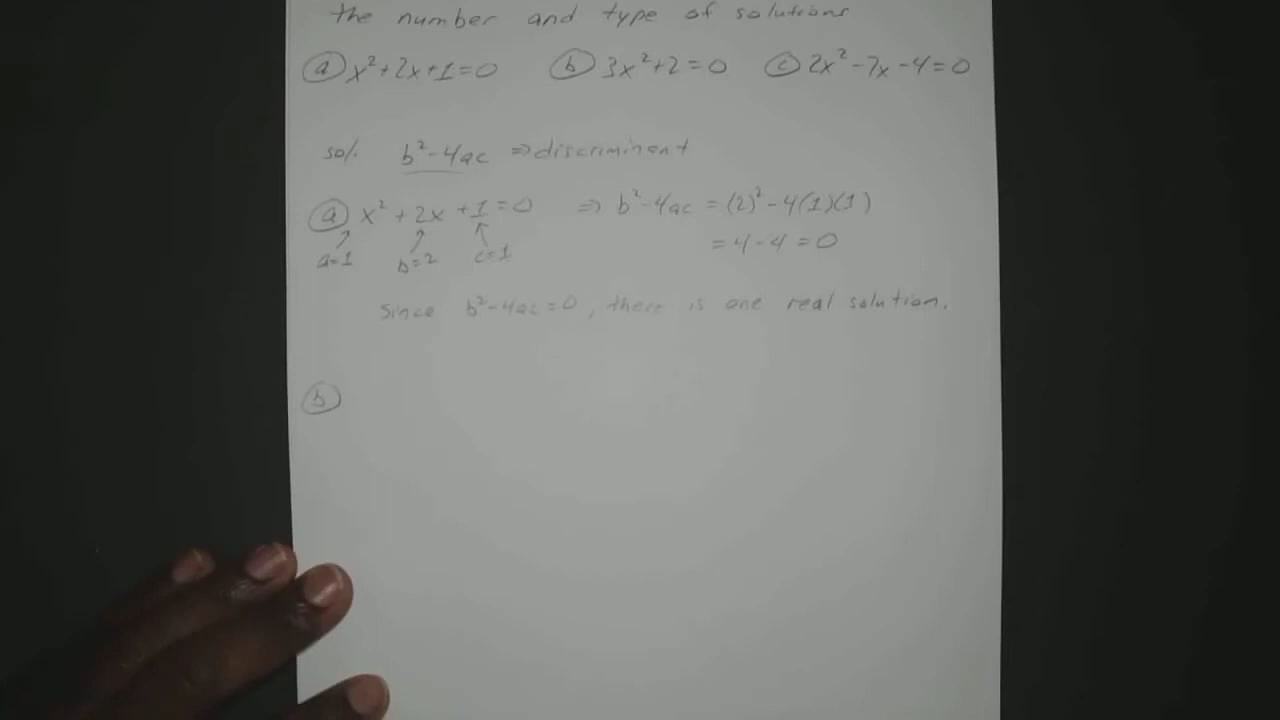 the number and type of solutions
(a) x²+2x+1=0 (b) 3x²+2=0 (c) 2x²-7x-4=0
sol. b²-4ac ⇒discriminant
(a) x²+2x+1=0 ⇒ b²-4ac = (2)²-4(1)(1)
a=1 b=2 c=1 =4-4=0
Since b²-4ac=0, there is one real solution.
(b)